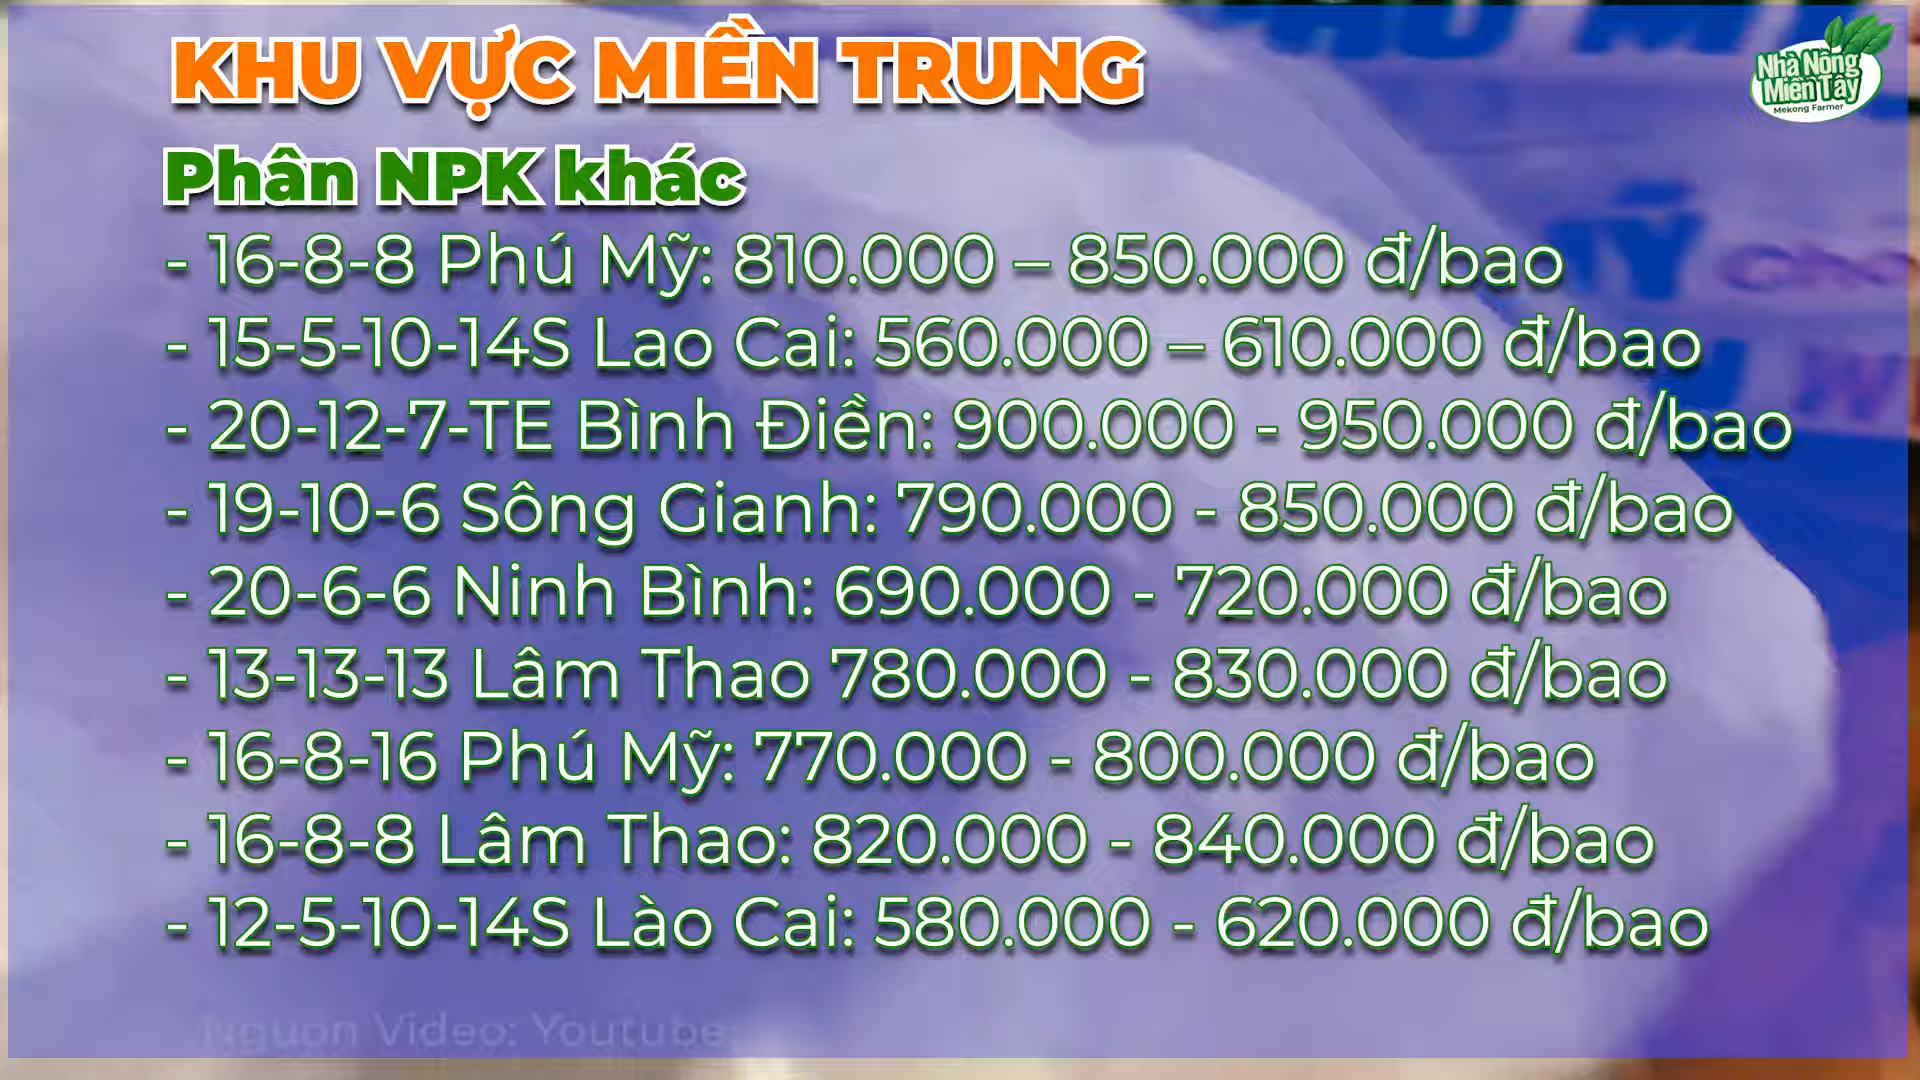 KHU VỰC MIỀN TRUNG
Nhà Nông
Miền Tây
Mekong Farmer
Phân NPK khác
- 16-8-8 Phú Mỹ: 810.000 – 850.000 đ/bao
- 15-5-10-14S Lao Cai: 560.000 – 610.000 đ/bao
- 20-12-7-TE Bình Điền: 900.000 - 950.000 đ/bao
- 19-10-6 Sông Gianh: 790.000 - 850.000 đ/bao
- 20-6-6 Ninh Bình: 690.000 - 720.000 đ/bao
- 13-13-13 Lâm Thao 780.000 - 830.000 đ/bao
- 16-8-16 Phú Mỹ: 770.000 - 800.000 đ/bao
- 16-8-8 Lâm Thao: 820.000 - 840.000 đ/bao
- 12-5-10-14S Lào Cai: 580.000 - 620.000 đ/bao
Nguon Video: Youtube